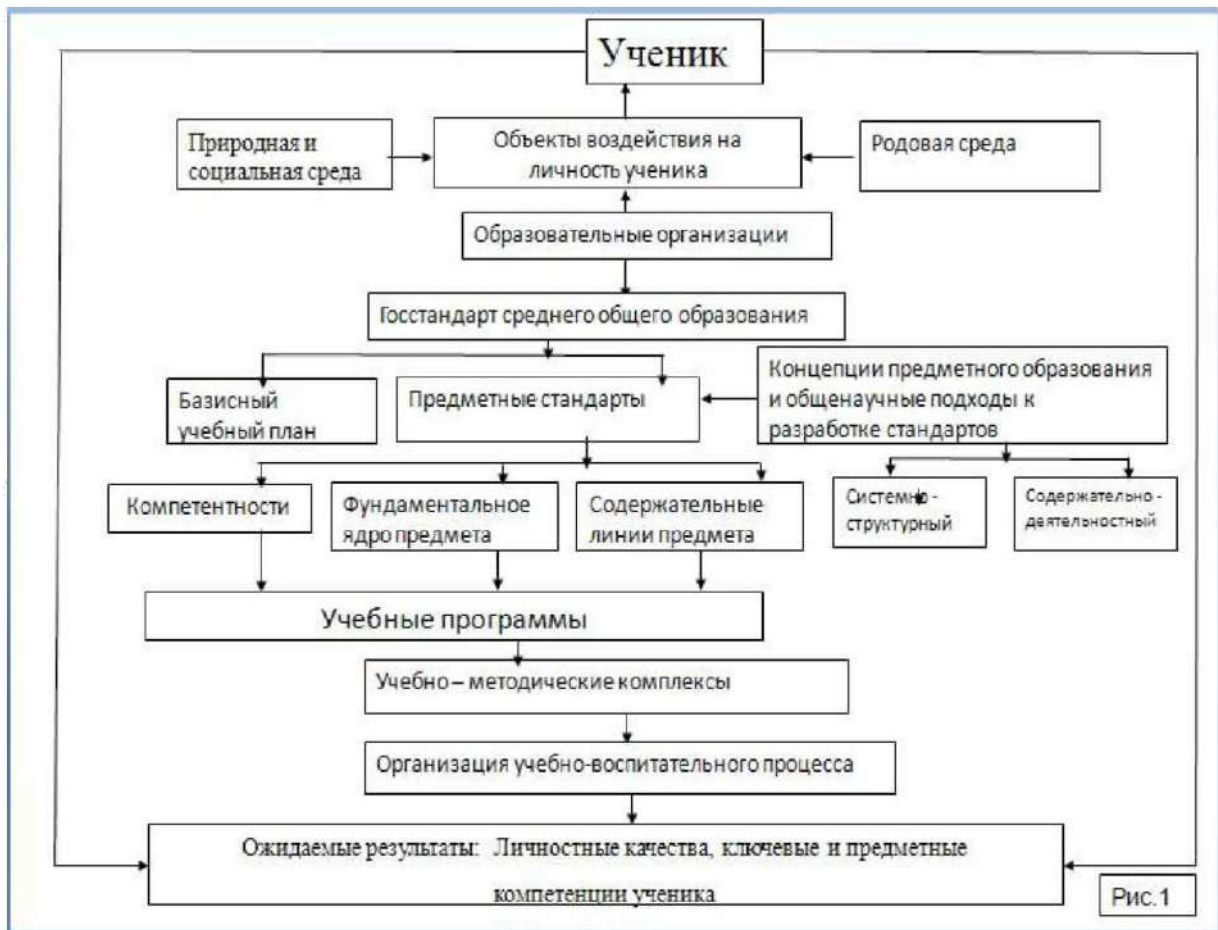 Ученик
Природная и
социальная среда
Объекты воздействия на
личность ученика
Родовая среда
Образовательные организации
Госстандарт среднего общего образования
Базисный
учебный план
Предметные стандарты
Концепции предметного образования
и общенаучные подходы к
разработке стандартов
Компетентности
Фундаментальное
ядро предмета
Содержательные
линии предмета
Системно -
структурный
Содержательно -
деятельностный
Учебные программы
Учебно – методические комплексы
Организация учебно-воспитательного процесса
Ожидаемые результаты: Личностные качества, ключевые и предметные
компетенции ученика
Рис.1